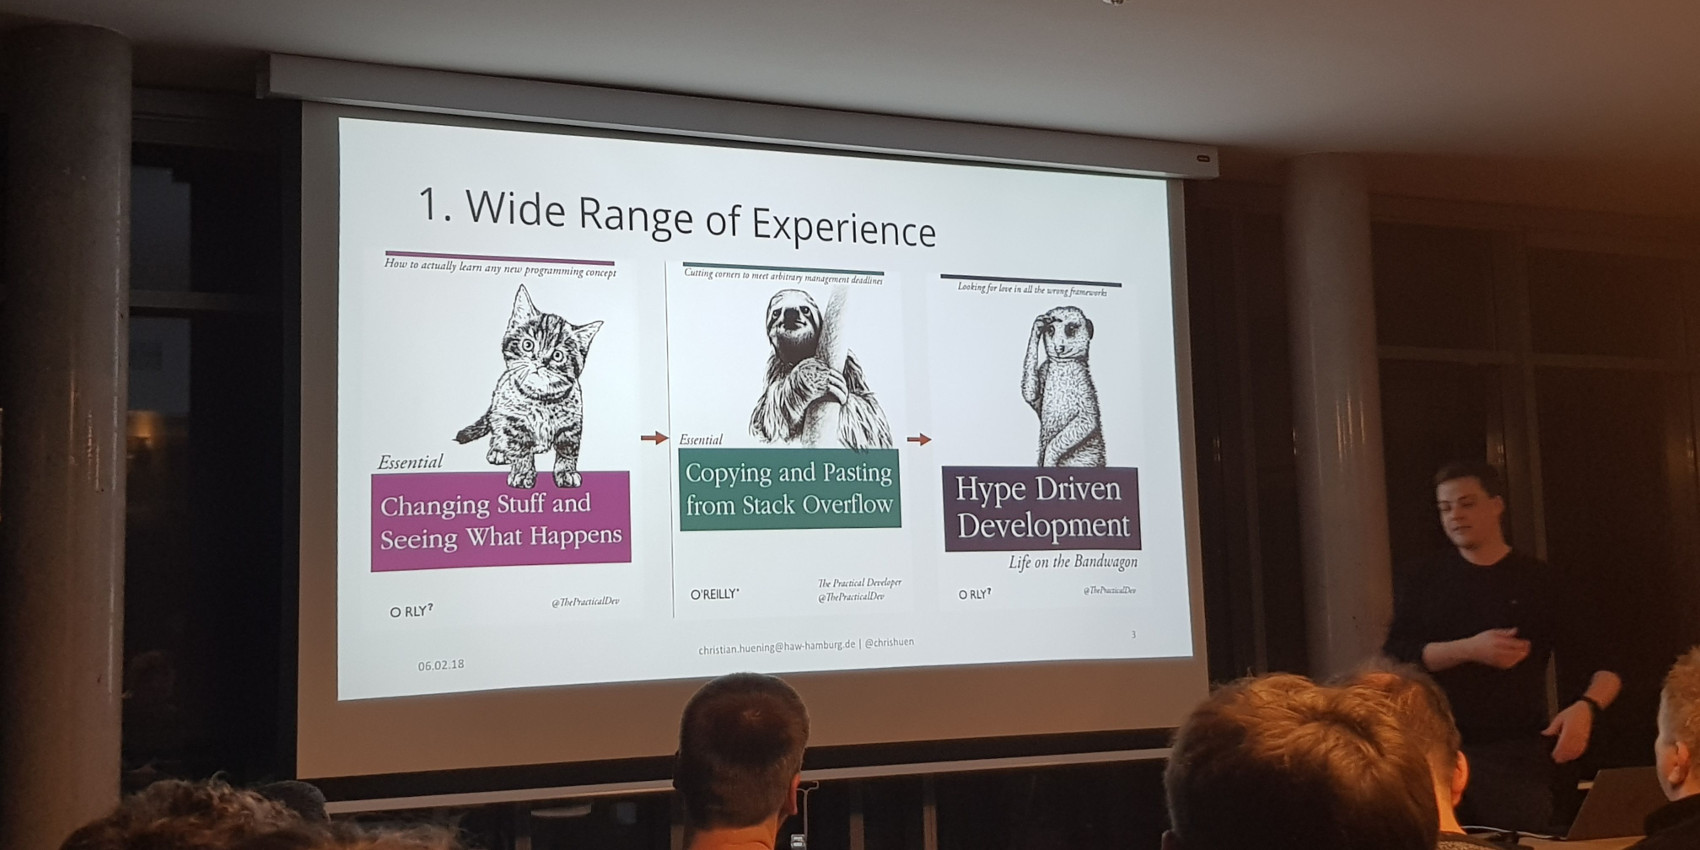 1. Wide Range of Experience
How to actually learn any new programming concept
Essential
Changing Stuff and
Seeing What Happens
O RLY?
@ThePracticalDev
Cutting corners to meet arbitrary management deadlines
Essential
Copying and Pasting
from Stack Overflow
O'REILLY®
The Practical Developer
@ThePracticalDev
Looking for love in all the wrong frameworks
Hype Driven
Development
Life on the Bandwagon
O RLY?
@ThePracticalDev
06.02.18
christian.huening@haw-hamburg.de | @chrishuen
3